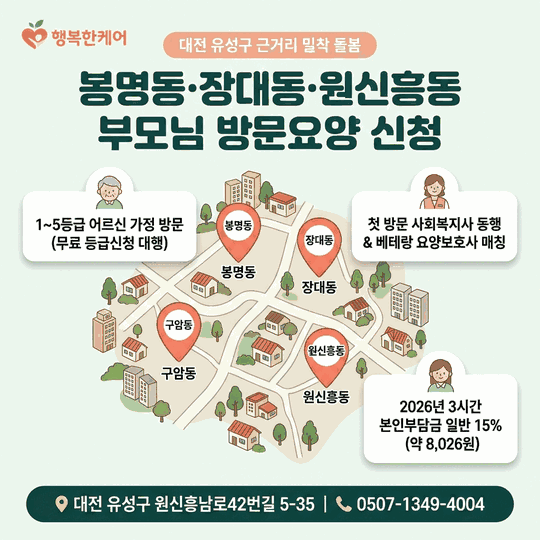 행복한케어
대전 유성구 근거리 밀착 돌봄
봉명동·장대동·원신흥동
부모님 방문요양 신청
1~5등급 어르신 가정 방문
(무료 등급신청 대행)
첫 방문 사회복지사 동행
& 베테랑 요양보호사 매칭
봉명동
봉명동
장대동
장대동
구암동
구암동
원신흥동
원신흥동
2026년 3시간
본인부담금 일반 15%
(약 8,026원)
대전 유성구 원신흥남로42번길 5-35 | 0507-1349-4004